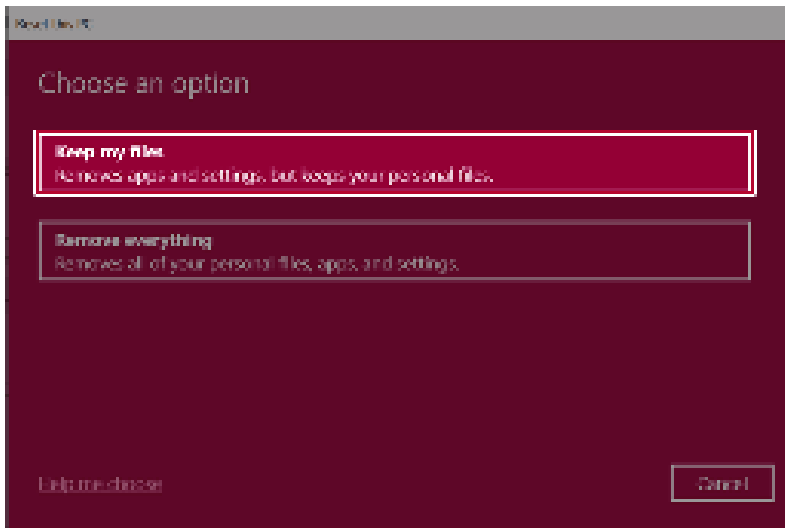 Reset this PC
Choose an option
Keep my files
Removes apps and settings, but keeps your personal files.
Remove everything
Removes all of your personal files, apps, and settings.
Help me choose
Cancel